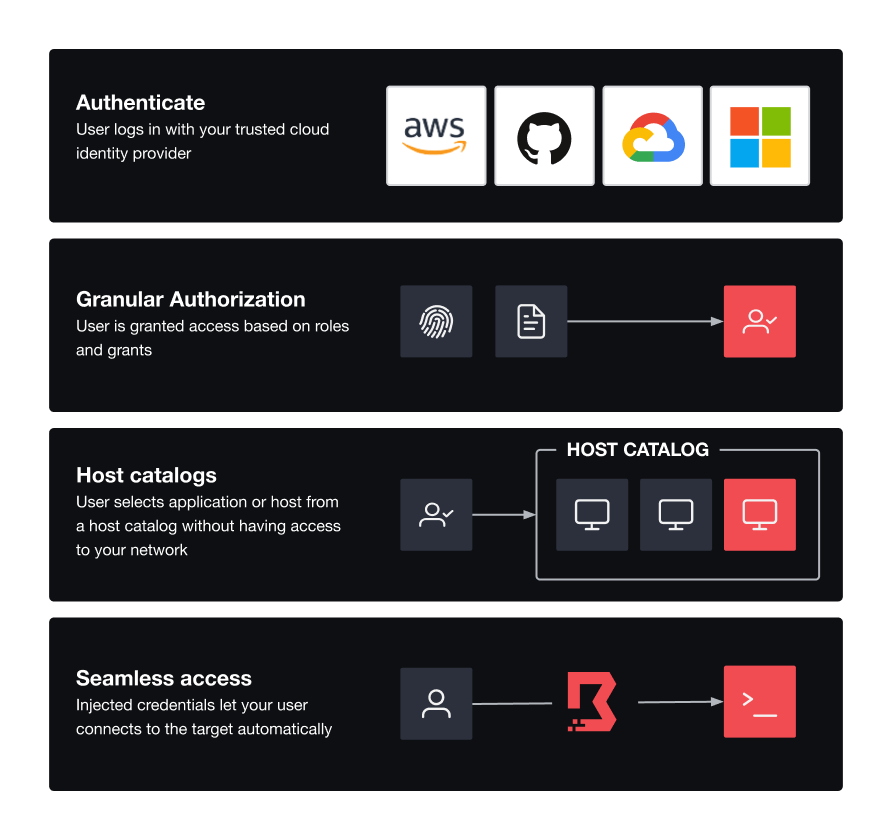 Authenticate
User logs in with your trusted cloud
identity provider
aws
Granular Authorization
User is granted access based on roles
and grants
HOST CATALOG
Host catalogs
User selects application or host from
a host catalog without having access
to your network
Seamless access
Injected credentials let your user
connects to the target automatically